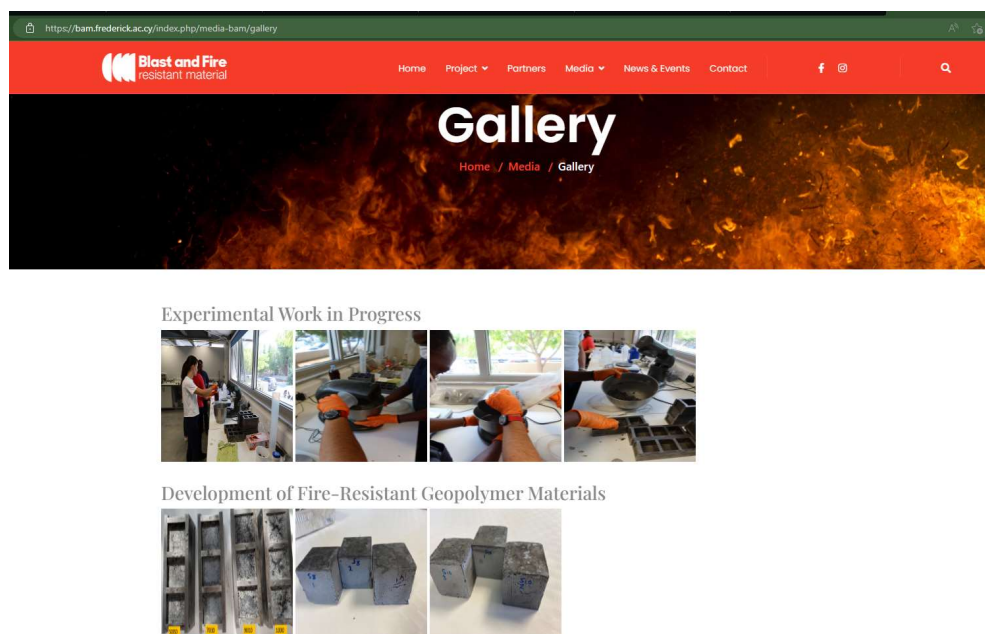 https://bam.frederick.ac.cy/index.php/media-bam/gallery
Blast and Fire
resistant material
Home Project Partners Media News & Events Contact
Gallery
Home / Media / Gallery
Experimental Work in Progress
Development of Fire-Resistant Geopolymer Materials